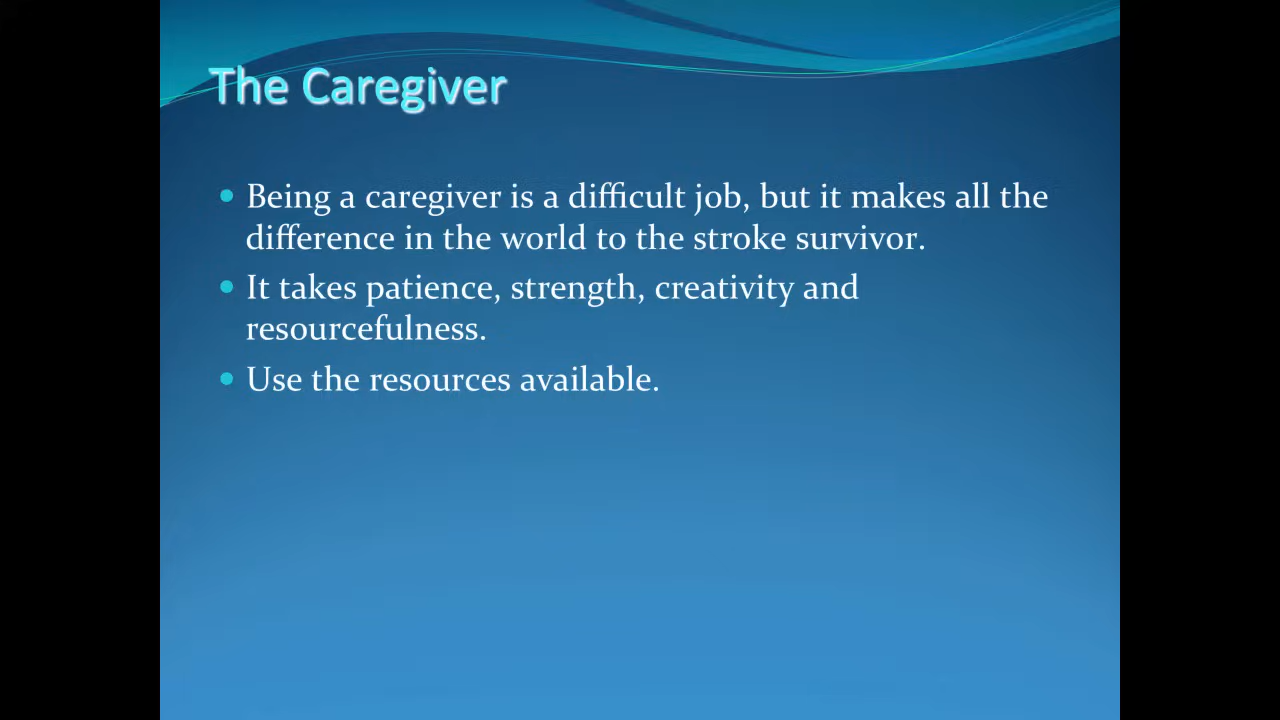 The Caregiver
• Being a caregiver is a difficult job, but it makes all the
difference in the world to the stroke survivor.
• It takes patience, strength, creativity and
resourcefulness.
• Use the resources available.